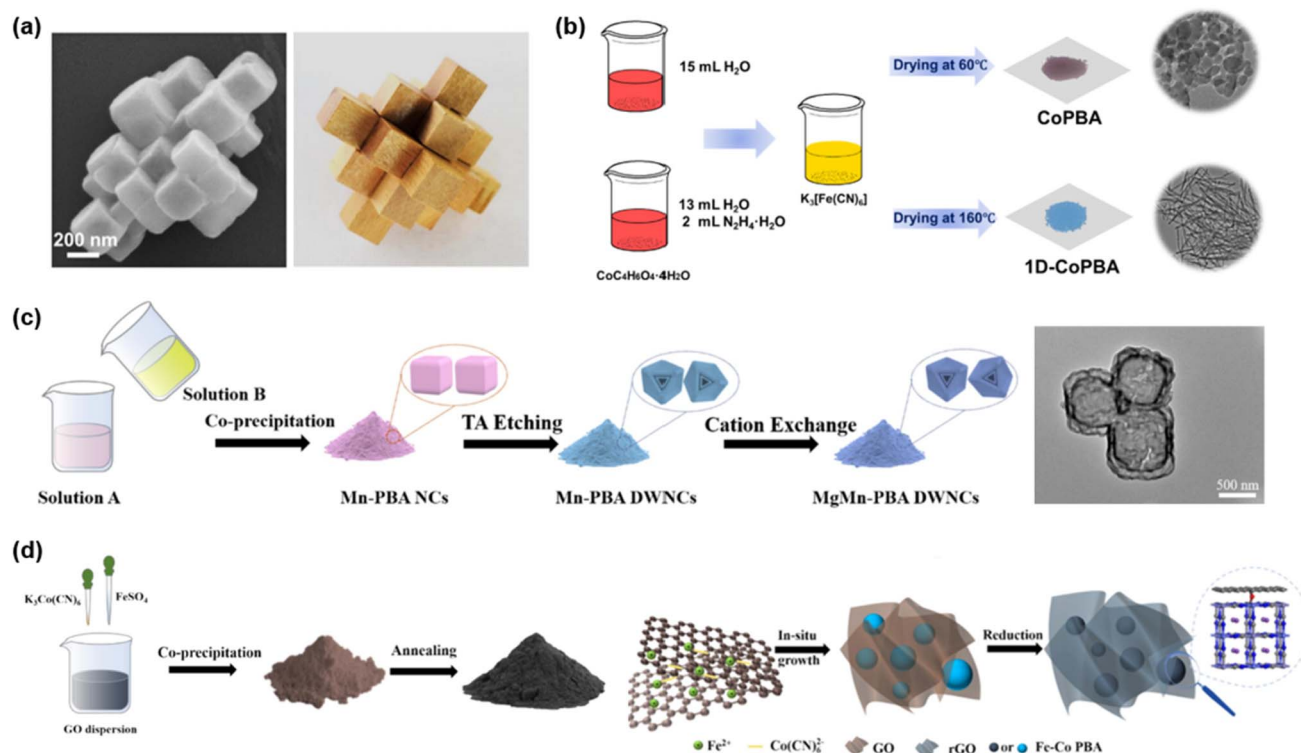 (a)
200 nm
(b)
15 mL H₂O
13 mL H₂O
2 mL N₂H₄·H₂O
CoC₄H₆O₄·4H₂O
K₃[Fe(CN)₆]
Drying at 60℃
CoPBA
Drying at 160℃
1D-CoPBA
(c)
Solution B
Solution A
Co-precipitation
Mn-PBA NCs
TA Etching
Mn-PBA DWNCs
Cation Exchange
MgMn-PBA DWNCs
500 nm
(d)
K₃Co(CN)₆
FeSO₄
GO dispersion
Co-precipitation
Annealing
In-situ
growth
Reduction
Fe²⁺
Co(CN)₆²⁻
GO
rGO
or
Fe-Co PBA